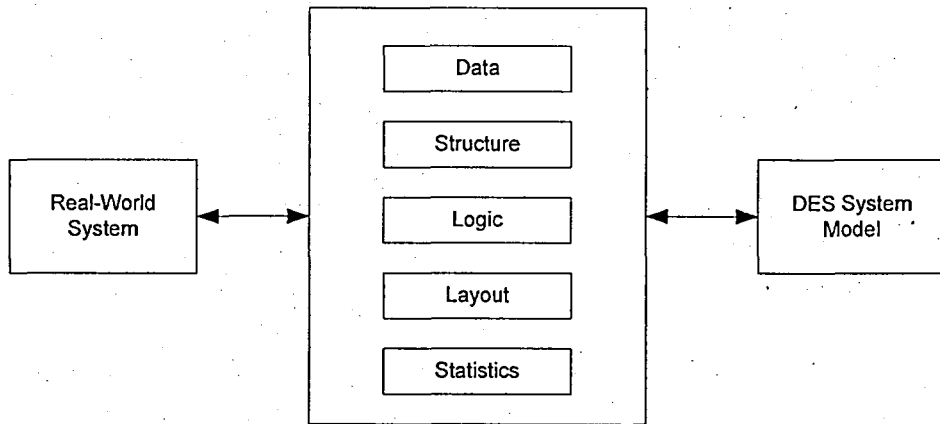 Data
Structure
Real-World
System
Logic
DES System
Model
Layout
Statistics